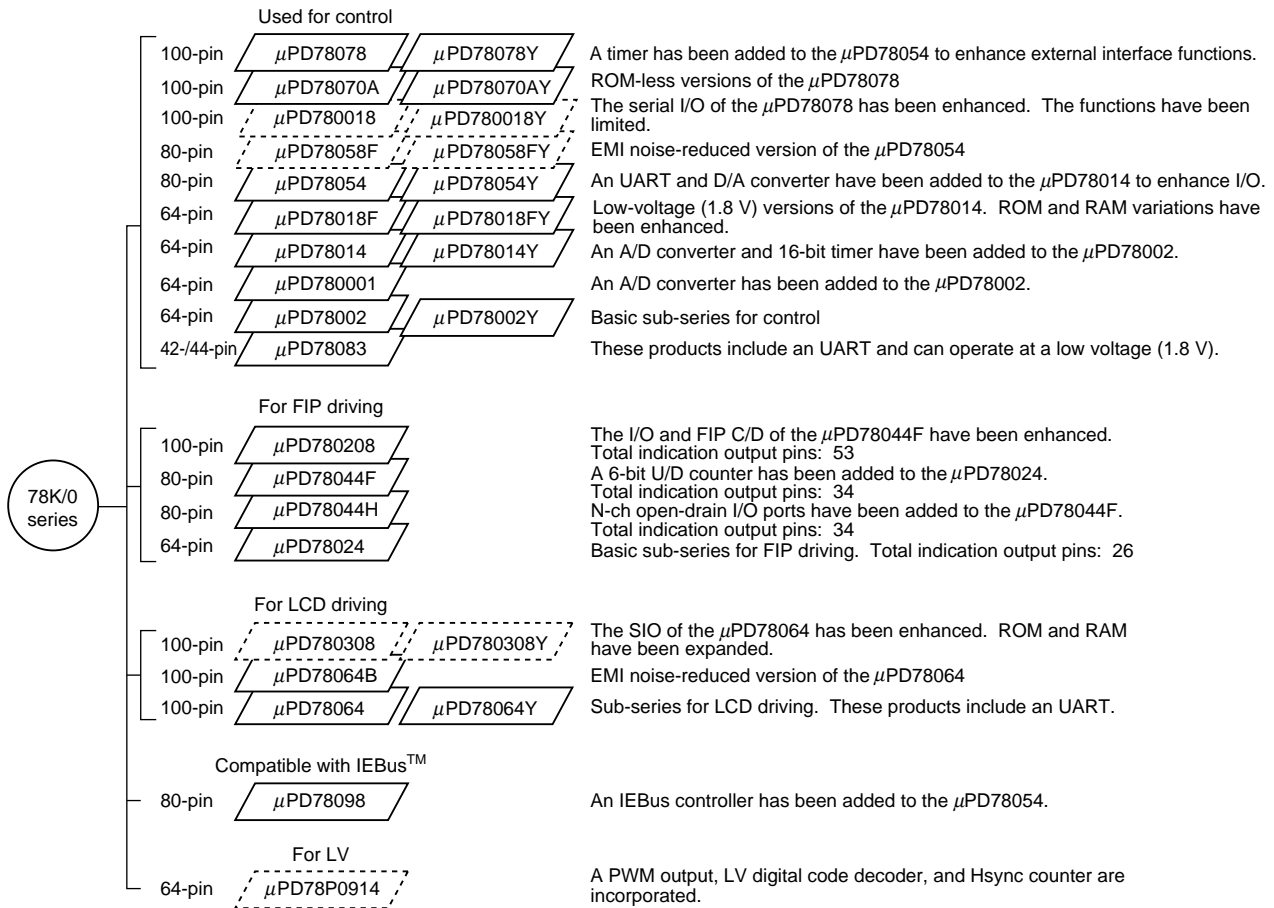 Used for control
100-pin μPD78078 μPD78078Y A timer has been added to the μPD78054 to enhance external interface functions.
100-pin μPD78070A μPD78070AY ROM-less versions of the μPD78078
100-pin μPD780018 μPD780018Y The serial I/O of the μPD78078 has been enhanced. The functions have been
limited.
80-pin μPD78058F μPD78058FY EMI noise-reduced version of the μPD78054
80-pin μPD78054 μPD78054Y An UART and D/A converter have been added to the μPD78014 to enhance I/O.
64-pin μPD78018F μPD78018FY Low-voltage (1.8 V) versions of the μPD78014. ROM and RAM variations have
been enhanced.
64-pin μPD78014 μPD78014Y An A/D converter and 16-bit timer have been added to the μPD78002.
64-pin μPD780001 An A/D converter has been added to the μPD78002.
64-pin μPD78002 μPD78002Y Basic sub-series for control
42-/44-pin μPD78083 These products include an UART and can operate at a low voltage (1.8 V).
For FIP driving
100-pin μPD780208 The I/O and FIP C/D of the μPD78044F have been enhanced.
Total indication output pins: 53
80-pin μPD78044F A 6-bit U/D counter has been added to the μPD78024.
Total indication output pins: 34
80-pin μPD78044H N-ch open-drain I/O ports have been added to the μPD78044F.
Total indication output pins: 34
64-pin μPD78024 Basic sub-series for FIP driving. Total indication output pins: 26
78K/0
series
For LCD driving
100-pin μPD780308 μPD780308Y The SIO of the μPD78064 has been enhanced. ROM and RAM
have been expanded.
100-pin μPD78064B EMI noise-reduced version of the μPD78064
100-pin μPD78064 μPD78064Y Sub-series for LCD driving. These products include an UART.
Compatible with IEBus™
80-pin μPD78098 An IEBus controller has been added to the μPD78054.
For LV
64-pin μPD78P0914 A PWM output, LV digital code decoder, and Hsync counter are
incorporated.